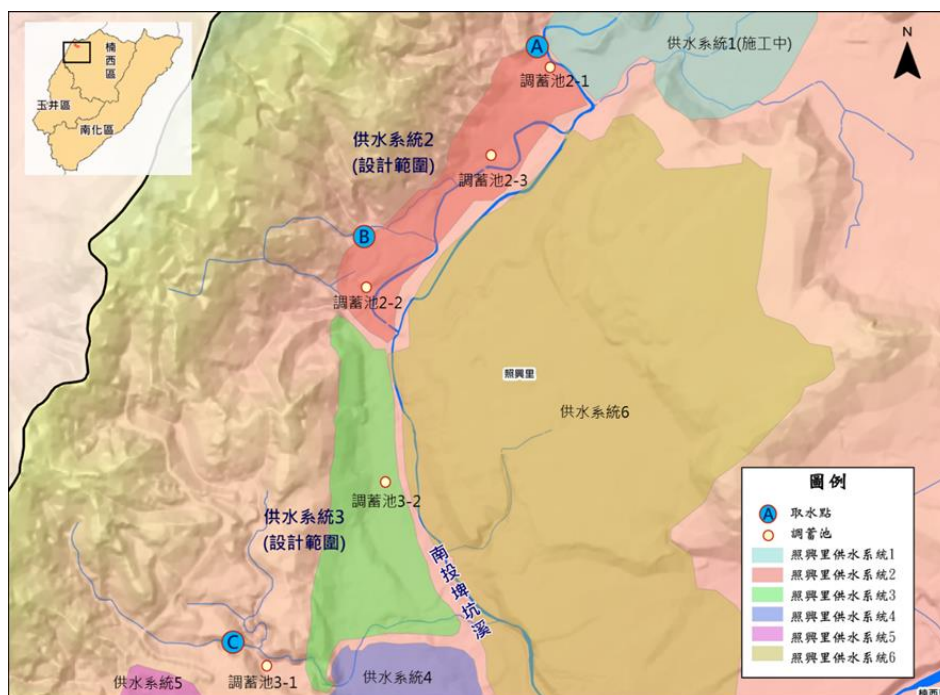 楠西區
玉井區
南化區
A
供水系統1(施工中)
N
調蓄池2-1
供水系統2
(設計範圍)
調蓄池2-3
B
調蓄池2-2
照興里
供水系統6
調蓄池3-2
供水系統3
(設計範圍)
南投埤坑溪
C
調蓄池3-1
供水系統5
供水系統4
圖例
A 取水點
調蓄池
照興里供水系統1
照興里供水系統2
照興里供水系統3
照興里供水系統4
照興里供水系統5
照興里供水系統6